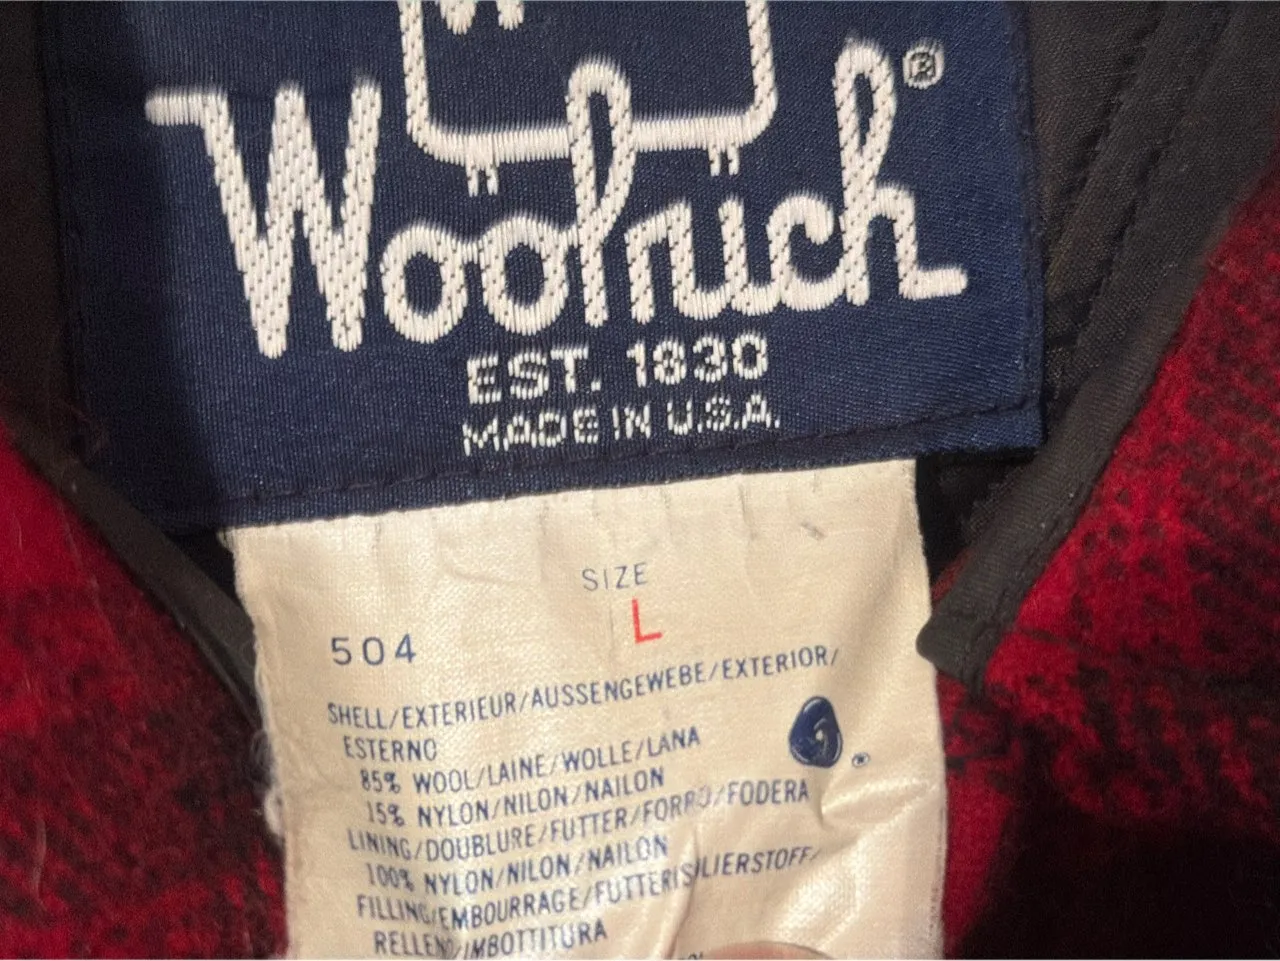 Woolrich®
EST. 1830
MADE IN U.S.A.
SIZE
L
504
SHELL/EXTERIEUR/AUSSENGEWEBE/EXTERIOR/
ESTERNO
85% WOOL/LAINE/WOLLE/LANA
15% NYLON/NILON/NAILON
LINING/DOUBLURE/FUTTER/FORRO/FODERA
100% NYLON/NILON/NAILON
FILLING/EMBOURRAGE/FUTTERISILIERSTOFF/
RELLENO/IMBOTTITURA